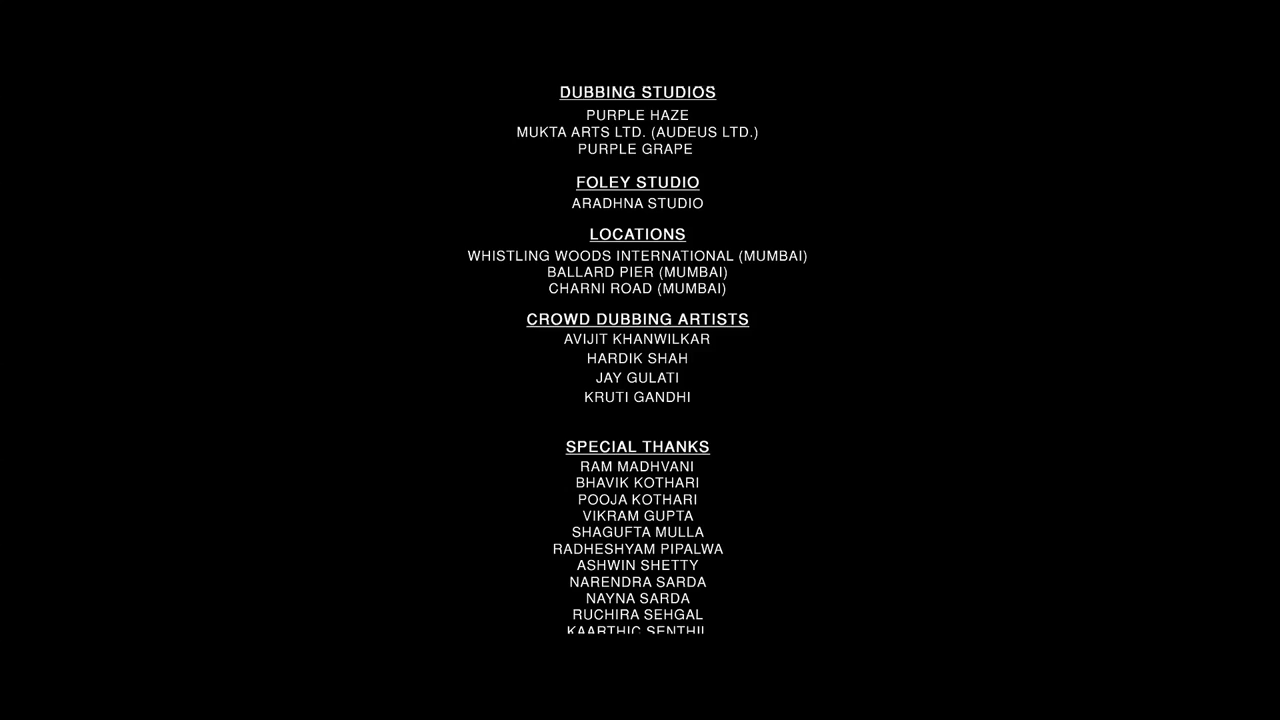 DUBBING STUDIOS
PURPLE HAZE
MUKTA ARTS LTD. (AUDEUS LTD.)
PURPLE GRAPE
FOLEY STUDIO
ARADHNA STUDIO
LOCATIONS
WHISTLING WOODS INTERNATIONAL (MUMBAI)
BALLARD PIER (MUMBAI)
CHARNI ROAD (MUMBAI)
CROWD DUBBING ARTISTS
AVIJIT KHANWILKAR
HARDIK SHAH
JAY GULATI
KRUTI GANDHI
SPECIAL THANKS
RAM MADHVANI
BHAVIK KOTHARI
POOJA KOTHARI
VIKRAM GUPTA
SHAGUFTA MULLA
RADHESHYAM PIPALWA
ASHWIN SHETTY
NARENDRA SARDA
NAYNA SARDA
RUCHIRA SEHGAL
KAARTHIC SENTHIL